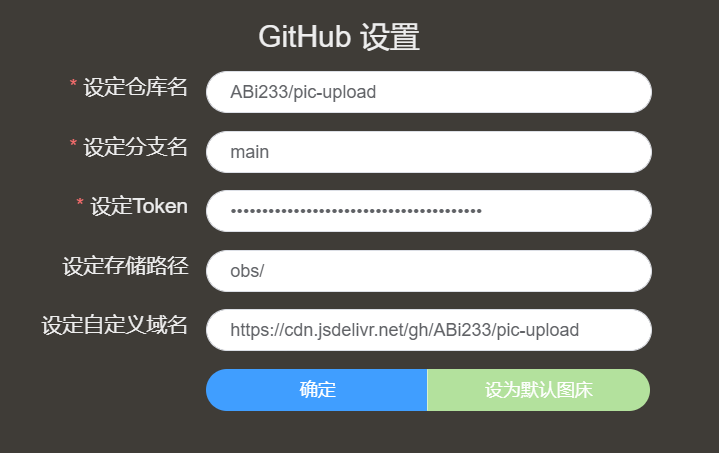 GitHub 设置
* 设定仓库名 ABi233/pic-upload
* 设定分支名 main
* 设定Token ••••••••••••••••••••••••••••••••••••••••
设定存储路径 obs/
设定自定义域名 https://cdn.jsdelivr.net/gh/ABi233/pic-upload
确定 设为默认图床